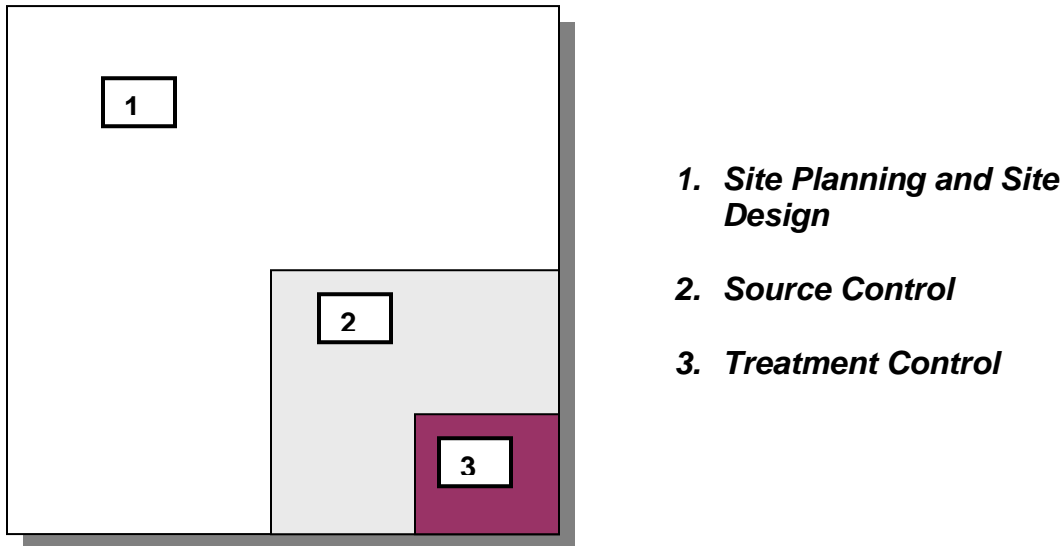 1
2
3
1. Site Planning and Site
Design
2. Source Control
3. Treatment Control